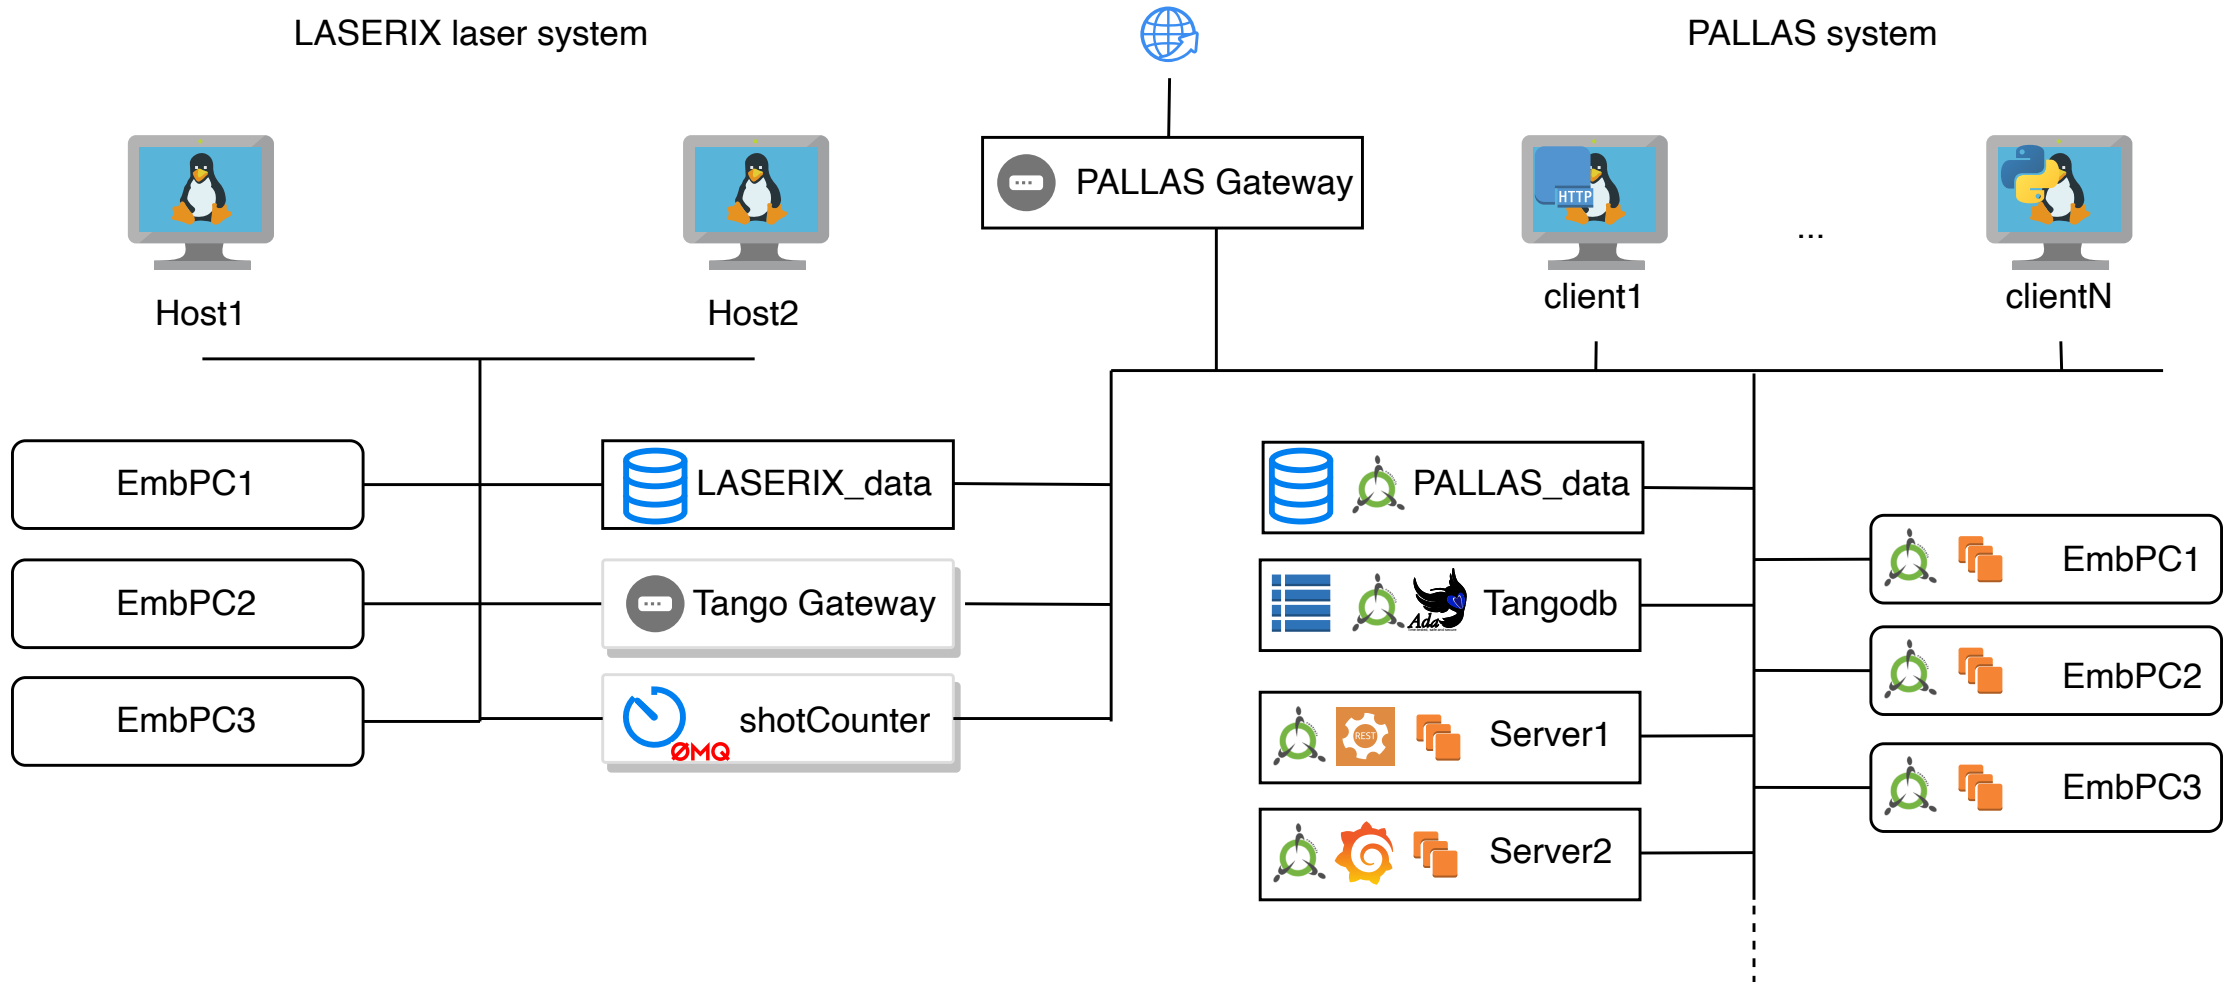 LASERIX laser system
PALLAS system
PALLAS Gateway
HTTP
...
Host1
Host2
client1
clientN
EmbPC1
LASERIX_data
PALLAS_data
EmbPC1
EmbPC2
Tango Gateway
Ada
Tangodb
EmbPC2
EmbPC3
shotCounter
ØMQ
REST
Server1
EmbPC3
Server2